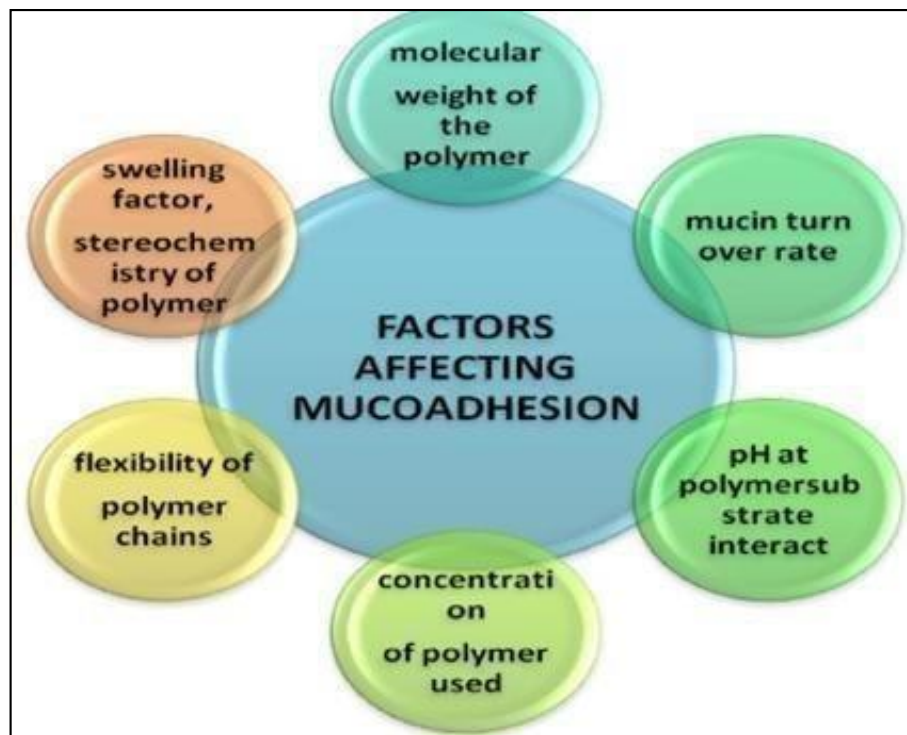 molecular
weight of
the
polymer
mucin turn
over rate
pH at
polymersub
strate
interact
concentrati
on
of polymer
used
flexibility of
polymer
chains
swelling
factor,
stereochem
istry of
polymer
FACTORS
AFFECTING
MUCOADHESION